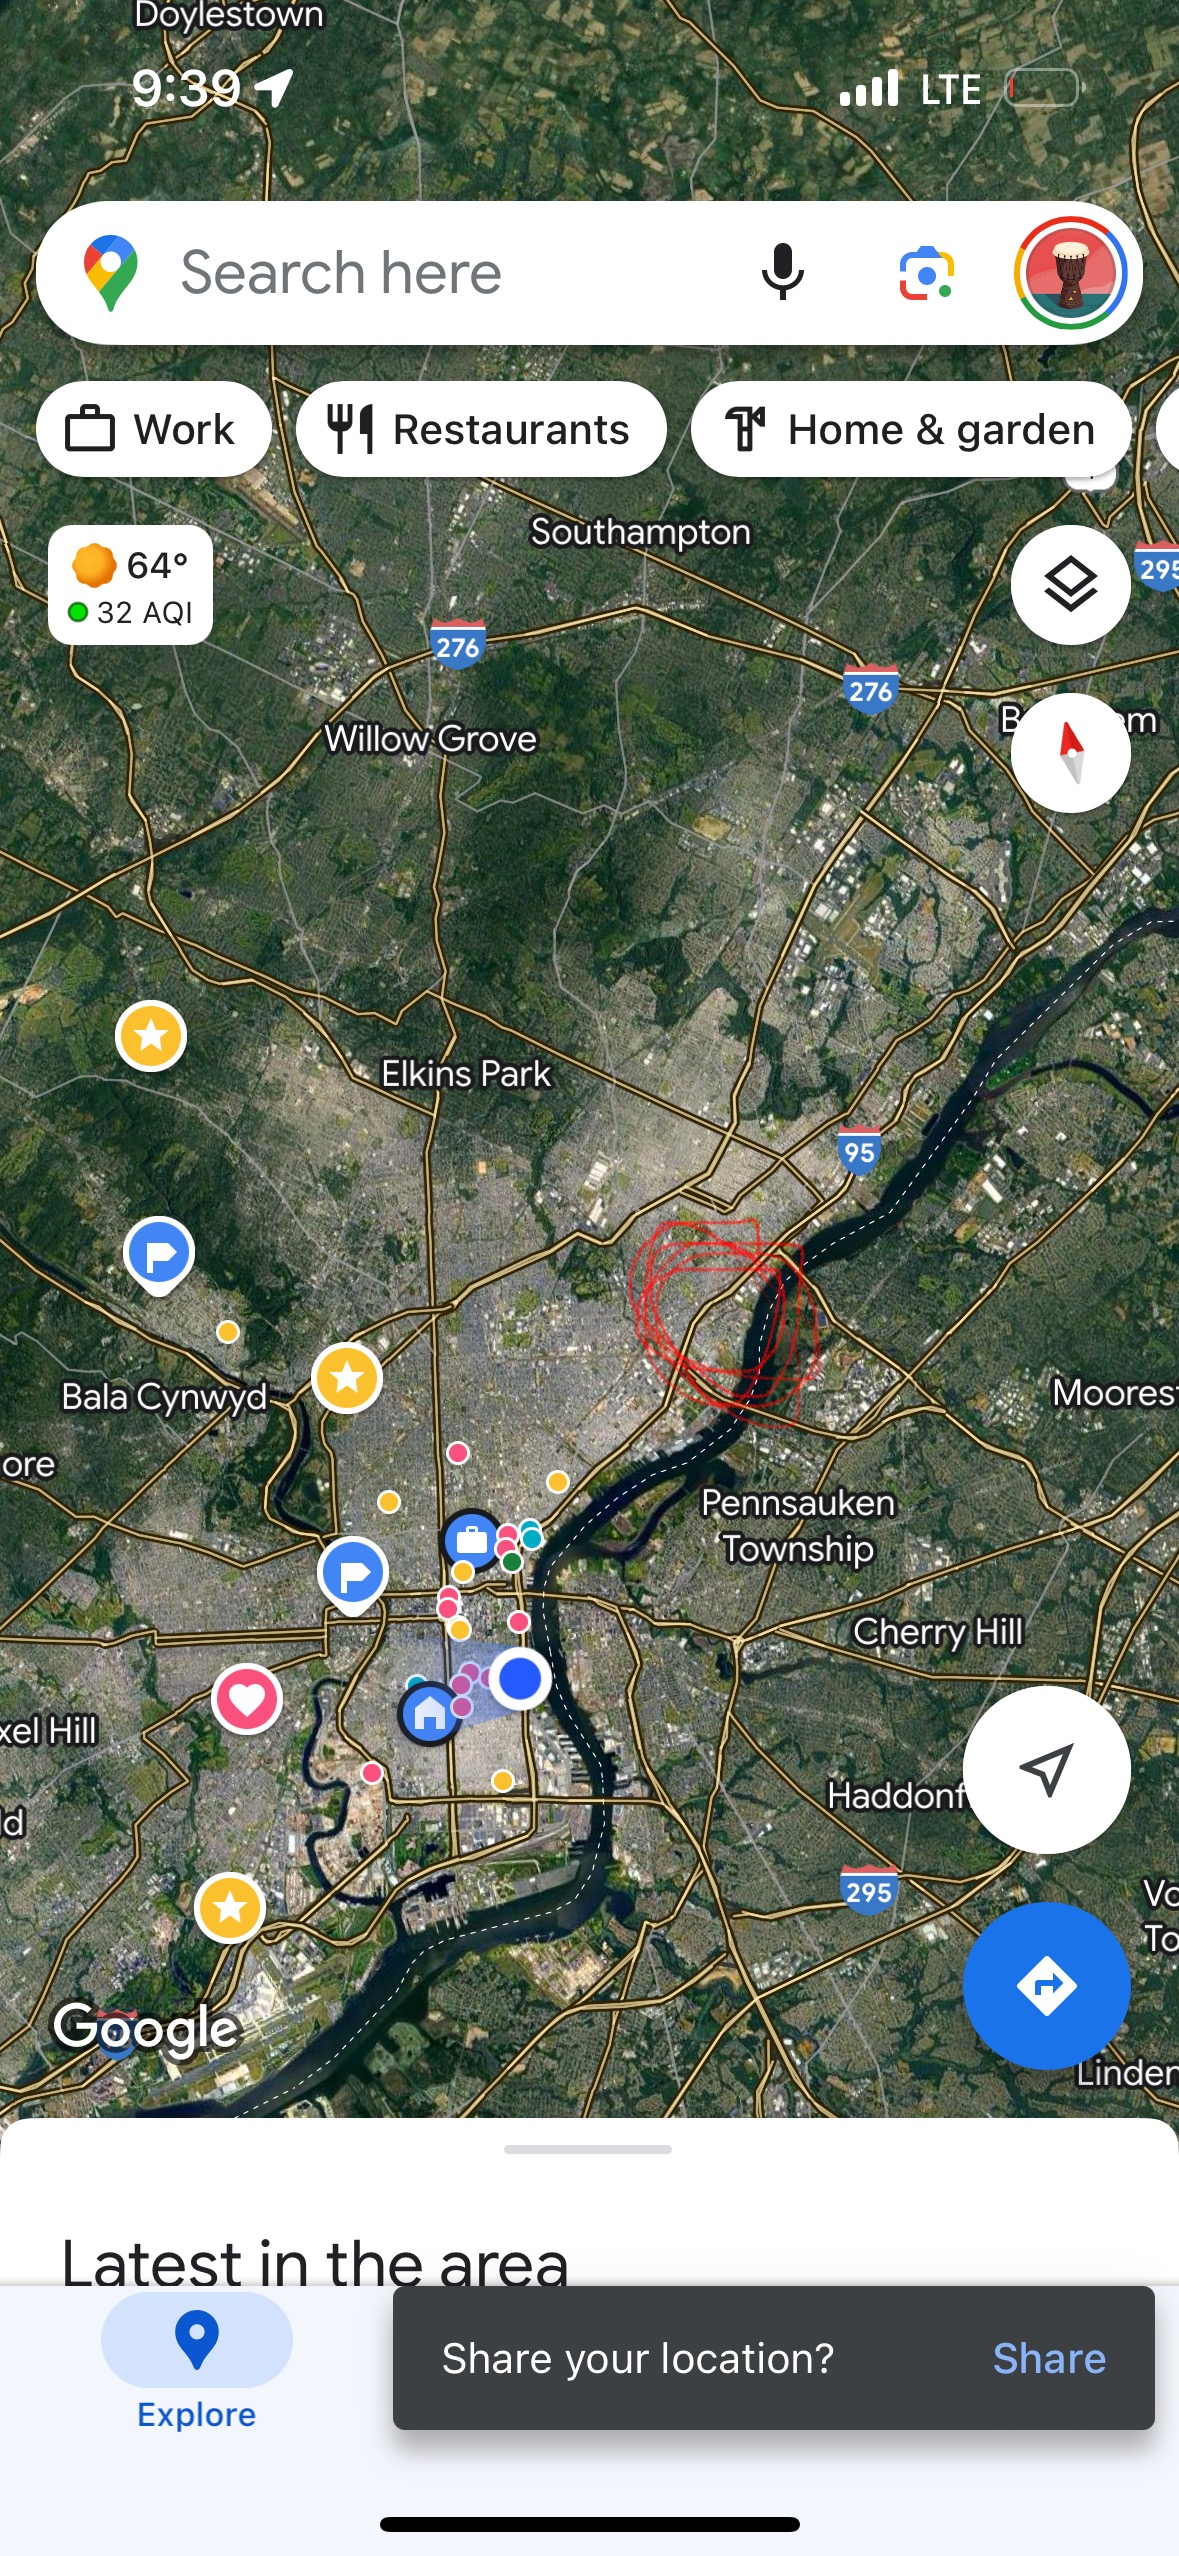 Doylestown
9:39
LTE
Search here
Work
Restaurants
Home & garden
Southampton
64°
32 AQI
295
276
276
Willow Grove
Elkins Park
95
Bala Cynwyd
Moorest
ore
Pennsauken
Township
Cherry Hill
xel Hill
Haddonf
ld
295
Vo
To
Google
Linden
Latest in the area
Share your location?
Share
Explore